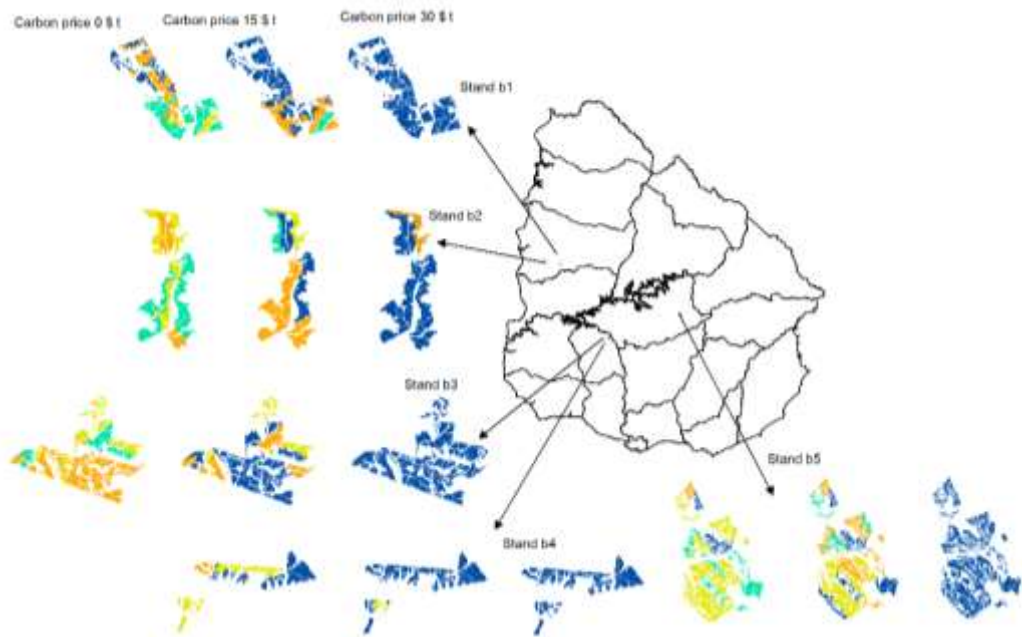 Carbon price 0 $ t
Carbon price 15 $ t
Carbon price 30 $ t
Stand b1
Stand b2
Stand b3
Stand b5
Stand b4